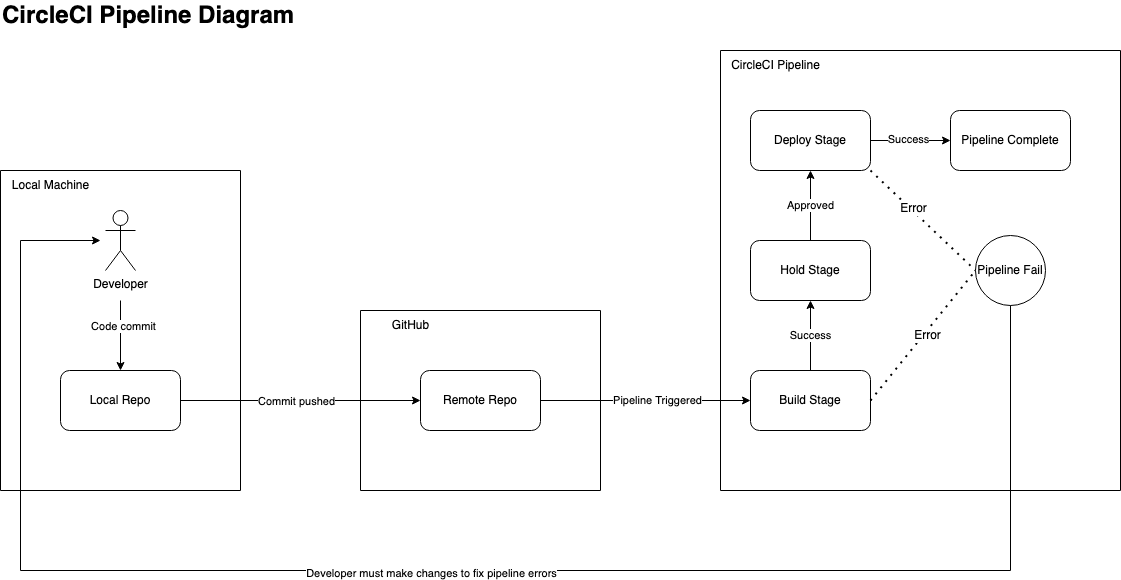 CircleCI Pipeline Diagram
Local Machine
Developer
Code commit
Local Repo
Commit pushed
GitHub
Remote Repo
Pipeline Triggered
CircleCI Pipeline
Deploy Stage
Success
Pipeline Complete
Approved
Error
Hold Stage
Pipeline Fail
Success
Error
Build Stage
Developer must make changes to fix pipeline errors